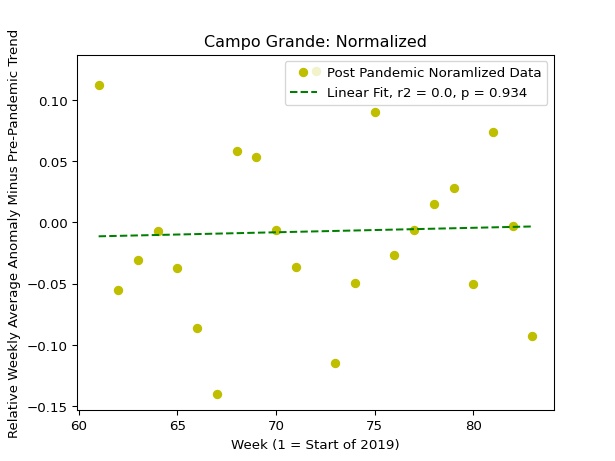 Campo Grande: Normalized
Post Pandemic Noramlized Data
Linear Fit, r2 = 0.0, p = 0.934
Relative Weekly Average Anomaly Minus Pre-Pandemic Trend
0.10
0.05
0.00
−0.05
−0.10
−0.15
60
65
70
75
80
Week (1 = Start of 2019)